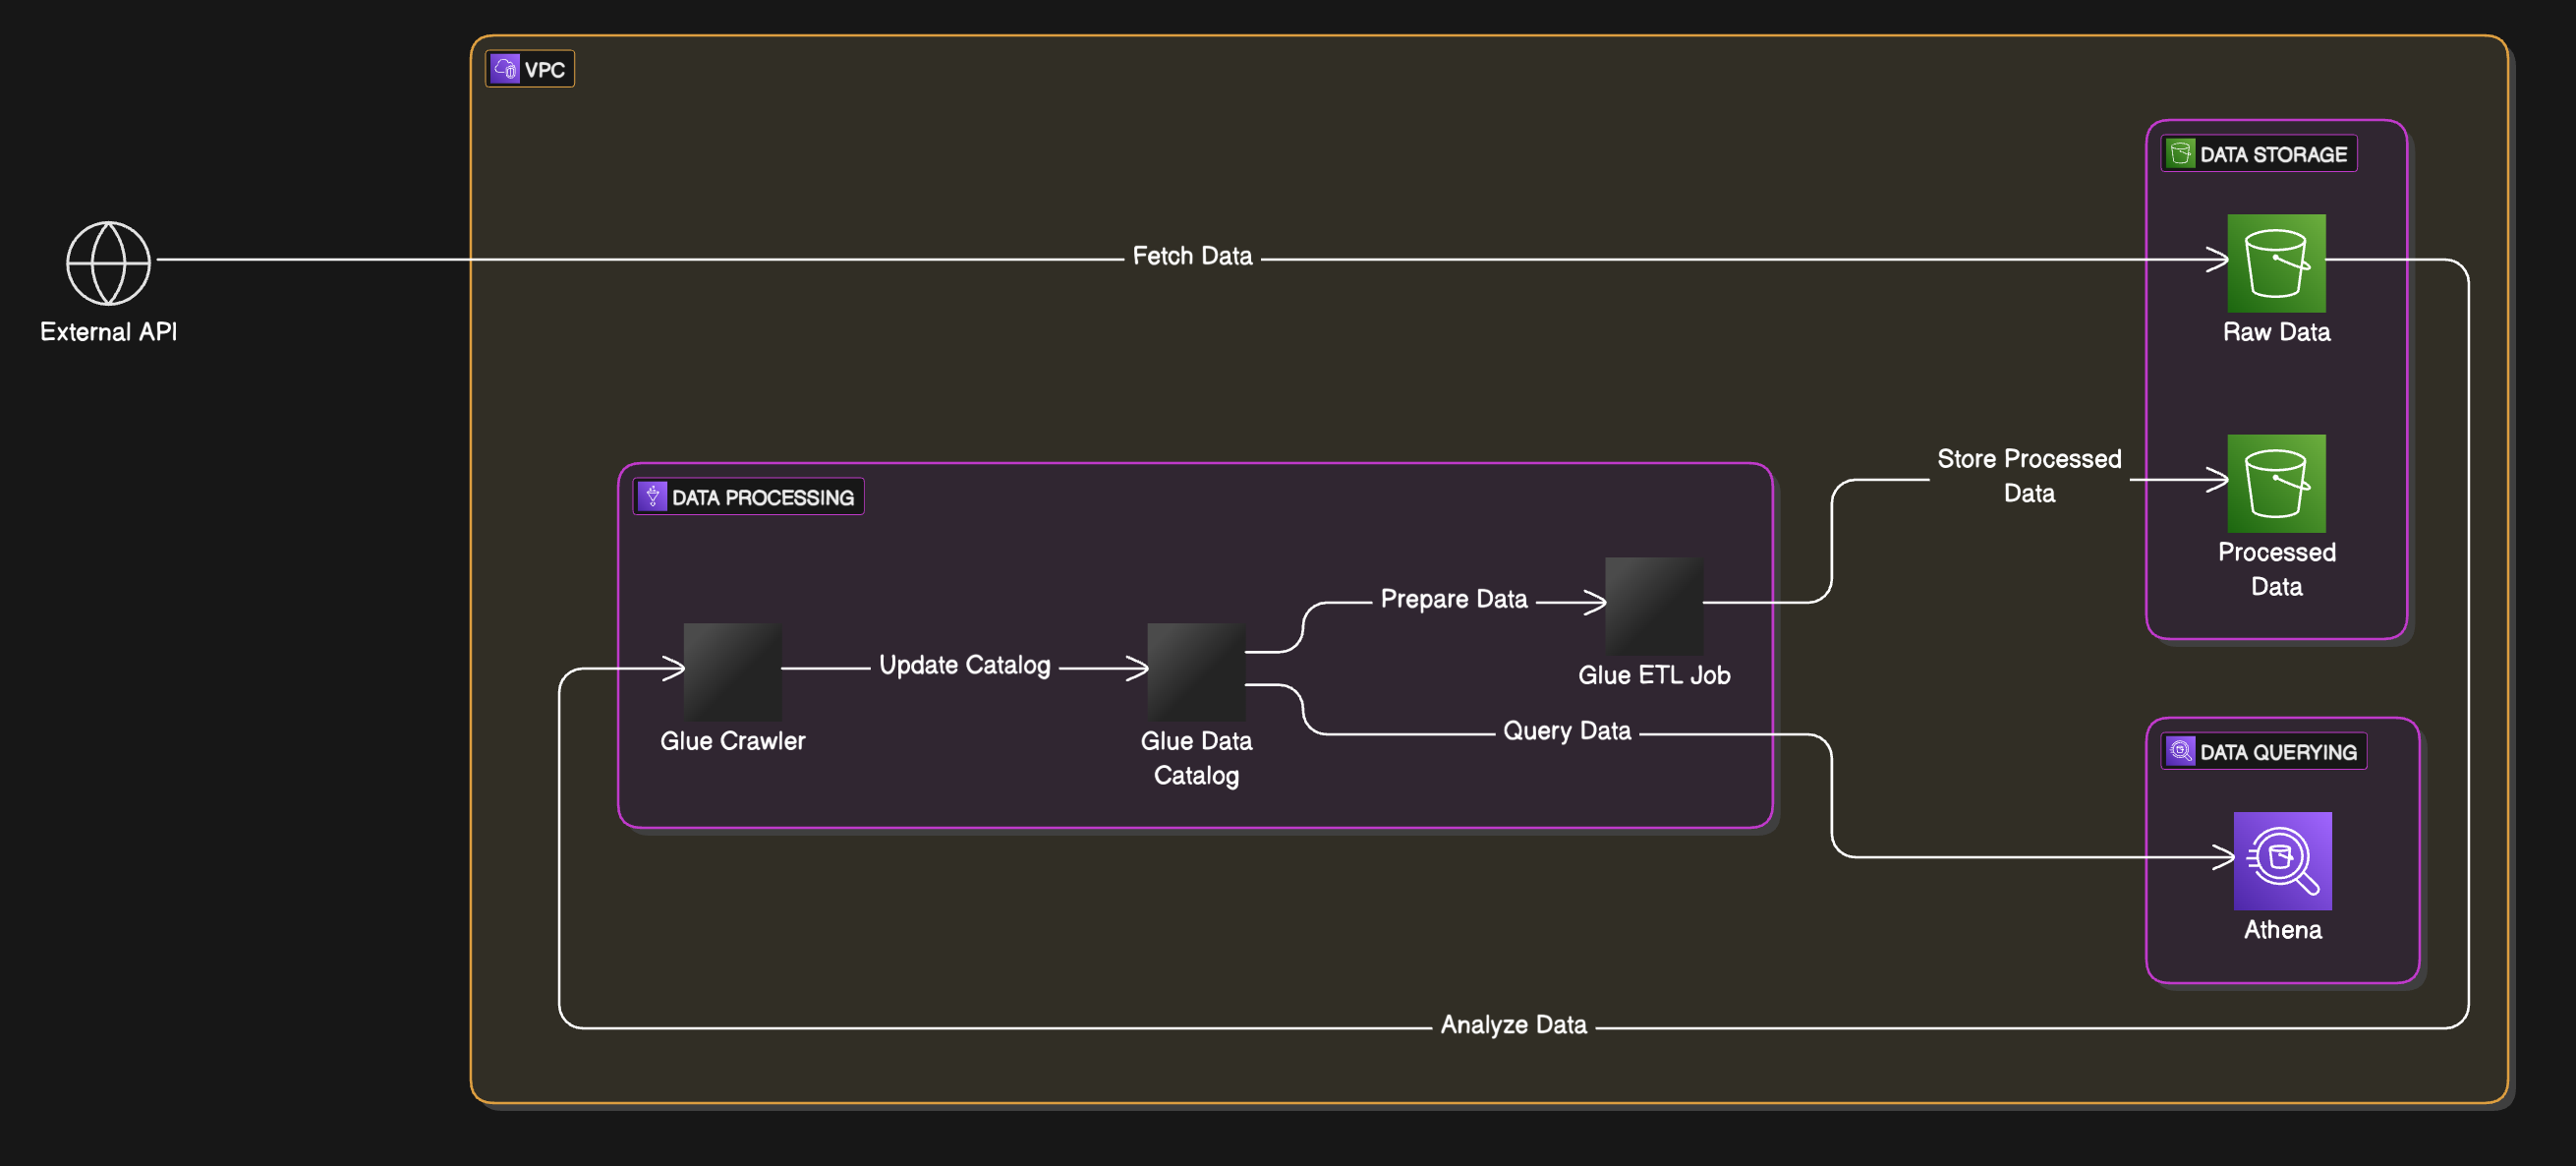 VPC
DATA STORAGE
Fetch Data
External API
Raw Data
Store Processed
Data
DATA PROCESSING
Processed
Data
Prepare Data
Update Catalog
Glue ETL Job
Query Data
Glue Crawler
Glue Data
Catalog
DATA QUERYING
Athena
Analyze Data